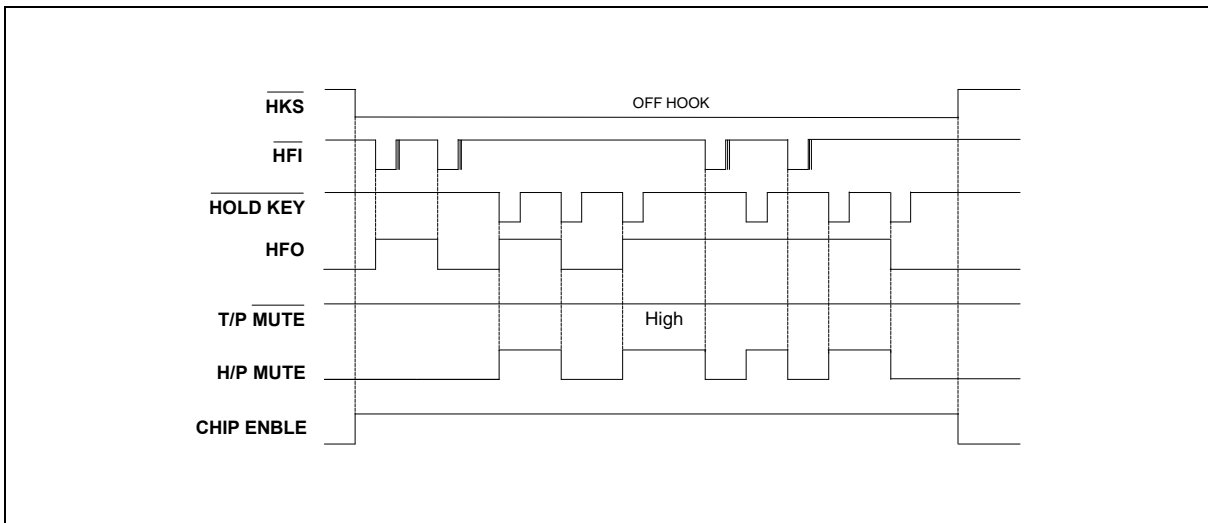 HKS
OFF HOOK
HFI
HOLD KEY
HFO
T/P MUTE
High
H/P MUTE
CHIP ENBLE